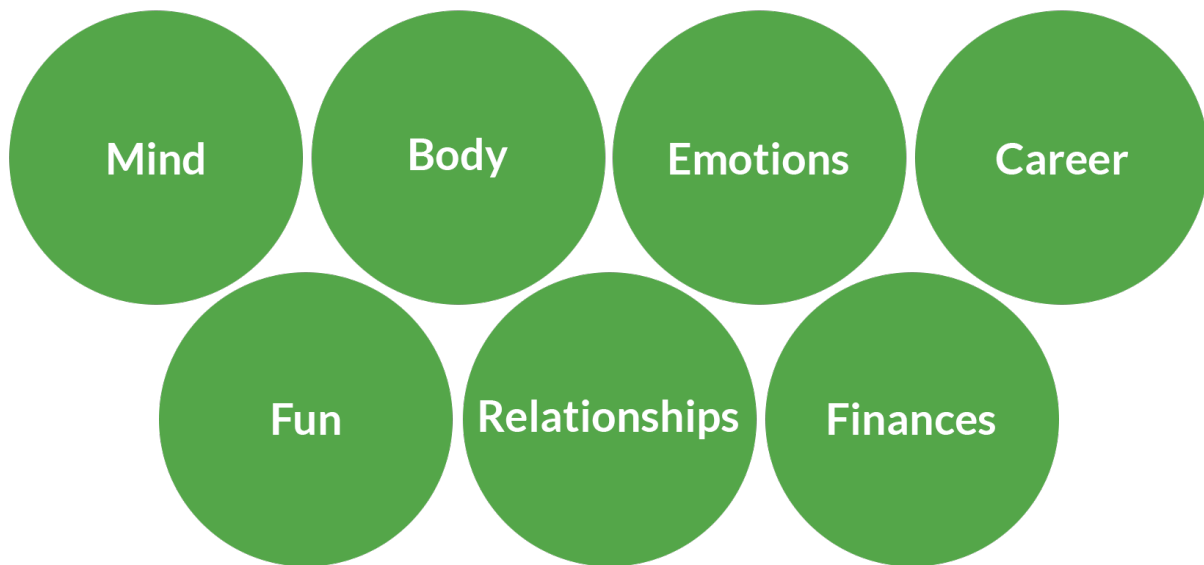 Mind
Body
Emotions
Career
Fun
Relationships
Finances